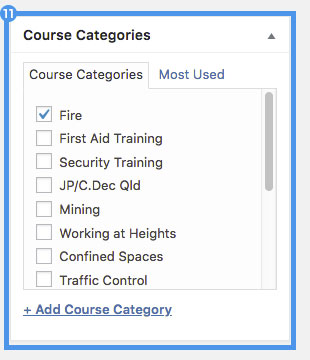 11
Course Categories
Course Categories Most Used
Fire
First Aid Training
Security Training
JP/C.Dec Qld
Mining
Working at Heights
Confined Spaces
Traffic Control
+ Add Course Category